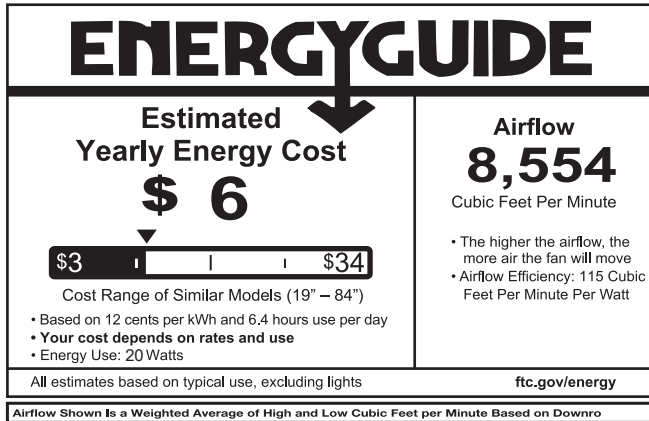 ENERGYGUIDE
Estimated
Yearly Energy Cost
$ 6
$3 $34
Cost Range of Similar Models (19" – 84")
• Based on 12 cents per kWh and 6.4 hours use per day
• Your cost depends on rates and use
• Energy Use: 20 Watts
Airflow
8,554
Cubic Feet Per Minute
• The higher the airflow, the
more air the fan will move
• Airflow Efficiency: 115 Cubic
Feet Per Minute Per Watt
All estimates based on typical use, excluding lights
ftc.gov/energy
Airflow Shown Is a Weighted Average of High and Low Cubic Feet per Minute Based on Downro